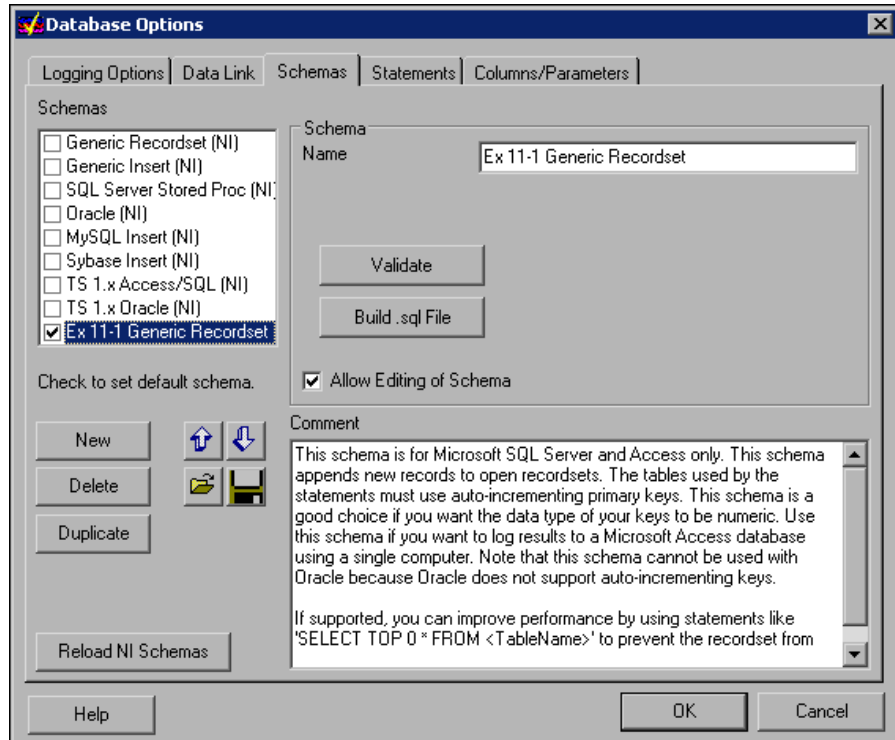 Database Options
Logging Options Data Link Schemas Statements Columns/Parameters
Schemas
Generic Recordset (NI)
Generic Insert (NI)
SQL Server Stored Proc (NI)
Oracle (NI)
MySQL Insert (NI)
Sybase Insert (NI)
TS 1.x Access/SQL (NI)
TS 1.x Oracle (NI)
Ex 11-1 Generic Recordset
Check to set default schema.
New
Delete
Duplicate
Reload NI Schemas
Schema
Name Ex 11-1 Generic Recordset
Validate
Build .sql File
Allow Editing of Schema
Comment
This schema is for Microsoft SQL Server and Access only. This schema
appends new records to open recordsets. The tables used by the
statements must use auto-incrementing primary keys. This schema is a
good choice if you want the data type of your keys to be numeric. Use
this schema if you want to log results to a Microsoft Access database
using a single computer. Note that this schema cannot be used with
Oracle because Oracle does not support auto-incrementing keys.
If supported, you can improve performance by using statements like
'SELECT TOP 0 * FROM <TableName>' to prevent the recordset from
Help OK Cancel